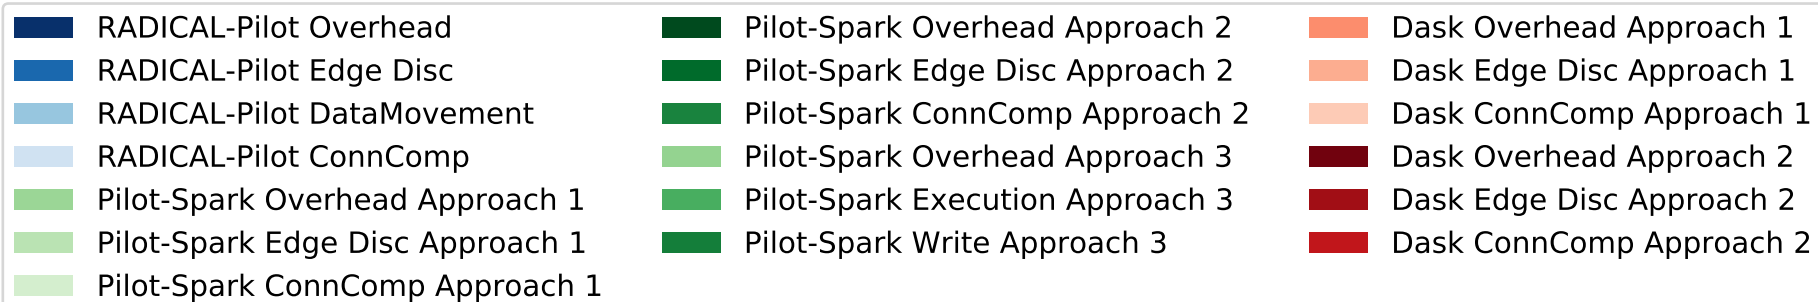 RADICAL-Pilot Overhead
RADICAL-Pilot Edge Disc
RADICAL-Pilot DataMovement
RADICAL-Pilot ConnComp
Pilot-Spark Overhead Approach 1
Pilot-Spark Edge Disc Approach 1
Pilot-Spark ConnComp Approach 1
Pilot-Spark Overhead Approach 2
Pilot-Spark Edge Disc Approach 2
Pilot-Spark ConnComp Approach 2
Pilot-Spark Overhead Approach 3
Pilot-Spark Execution Approach 3
Pilot-Spark Write Approach 3
Dask Overhead Approach 1
Dask Edge Disc Approach 1
Dask ConnComp Approach 1
Dask Overhead Approach 2
Dask Edge Disc Approach 2
Dask ConnComp Approach 2